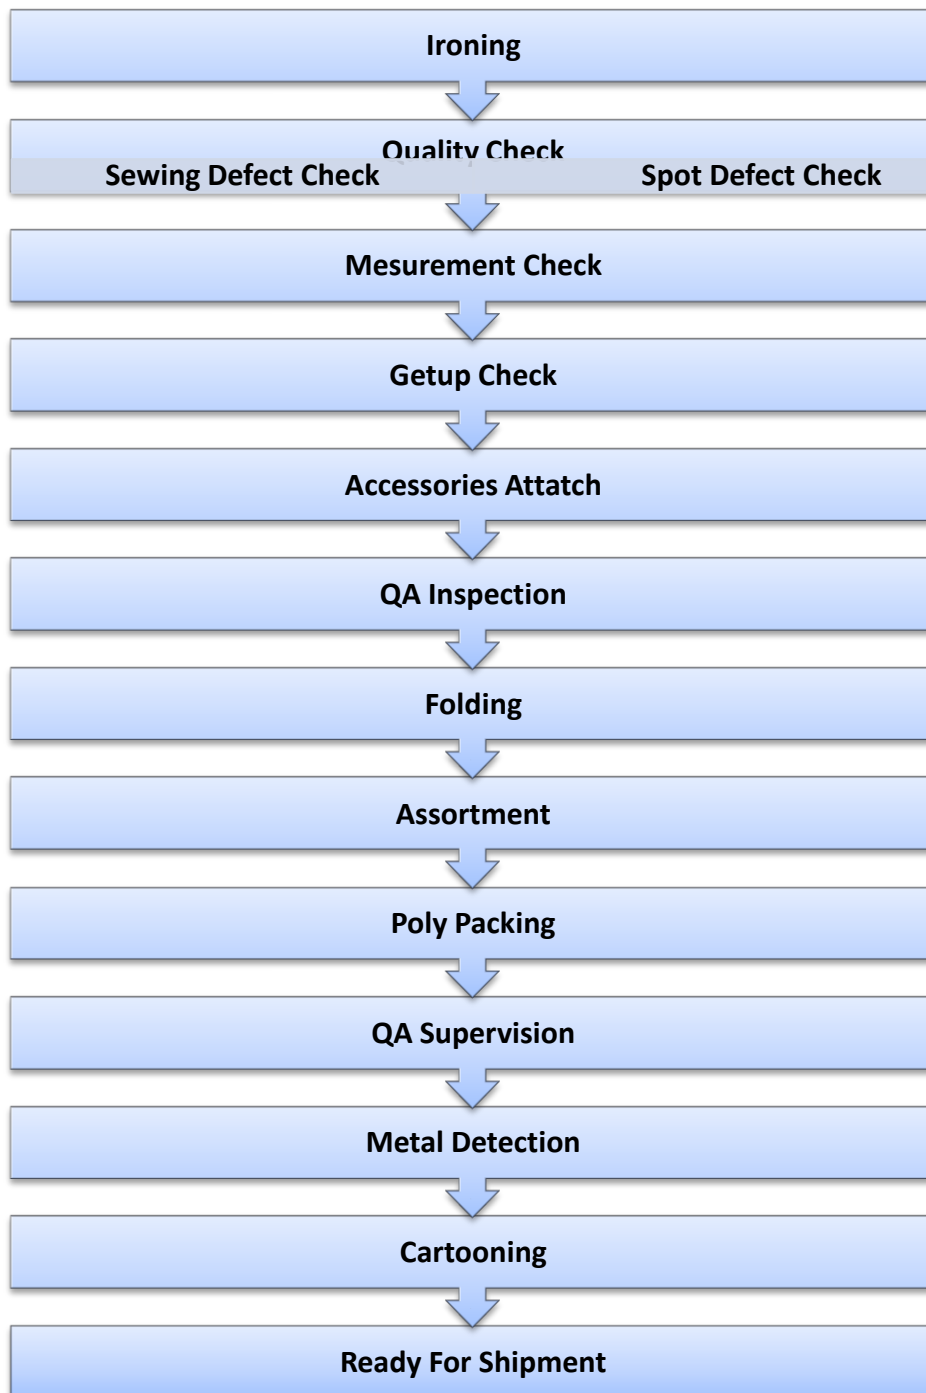 Ironing
Quality Check
Sewing Defect Check Spot Defect Check
Mesurement Check
Getup Check
Accessories Attatch
QA Inspection
Folding
Assortment
Poly Packing
QA Supervision
Metal Detection
Cartooning
Ready For Shipment